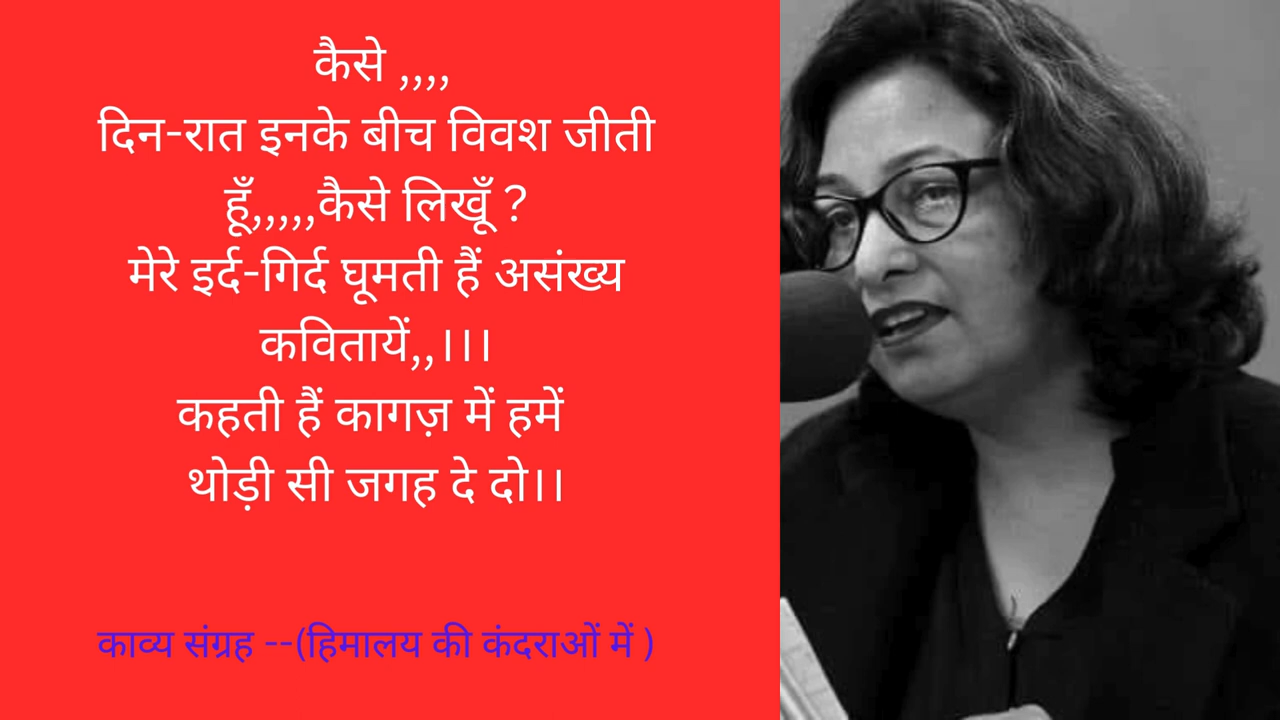 कैसे ,,,,
दिन-रात इनके बीच विवश जीती
हूँ,,,,,कैसे लिखूँ ?
मेरे इर्द-गिर्द घूमती हैं असंख्य
कवितायें,,।।।
कहती हैं कागज़ में हमें
थोड़ी सी जगह दे दो।।
काव्य संग्रह --(हिमालय की कंदराओं में )